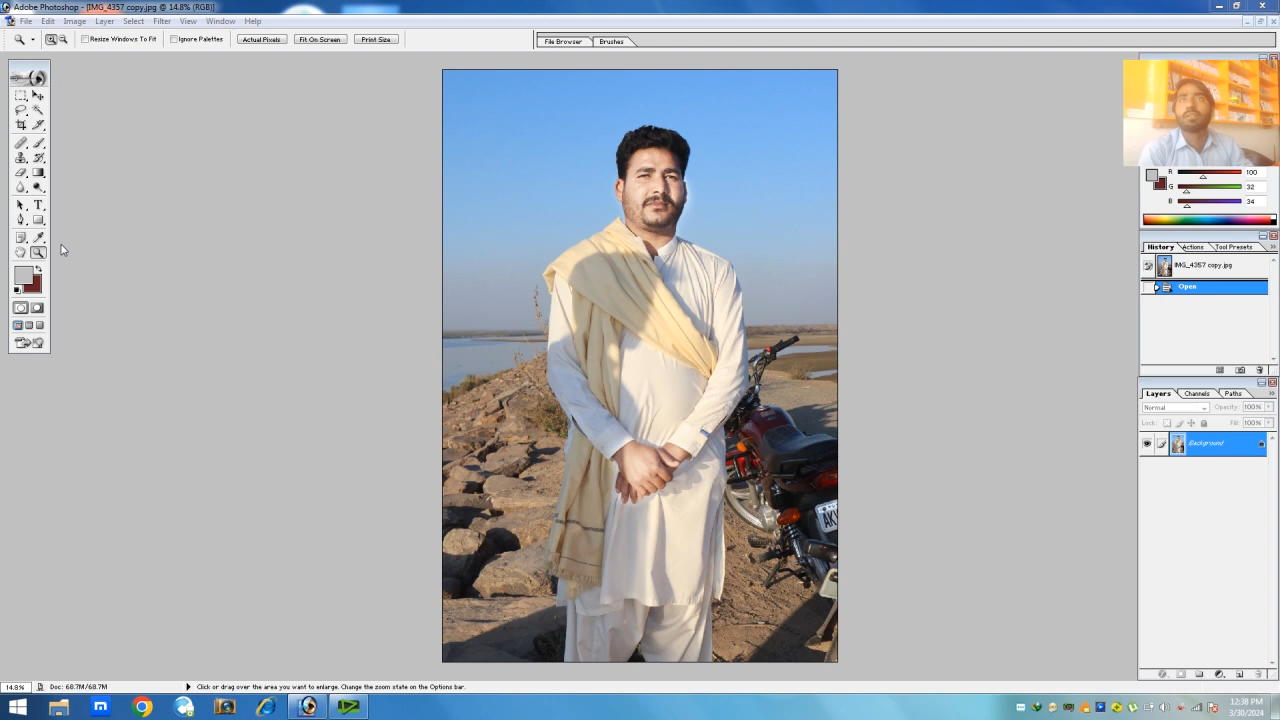 Adobe Photoshop - [IMG_4357 copy.jpg @ 14.8% (RGB)]
File Edit Image Layer Select Filter View Window Help
Resize Windows To Fit Ignore Palettes Actual Pixels Fit On Screen Print Size File Browser Brushes
R 100
G 32
B 34
History Actions Tool Presets
IMG_4357 copy.jpg
Open
Layers Channels Paths
Normal Opacity: 100%
Lock: Fill: 100%
Background
14.8% Doc: 68.7M/68.7M Click or drag over the area you want to enlarge. Change the zoom state on the Options bar.
12:38 PM
3/30/2024